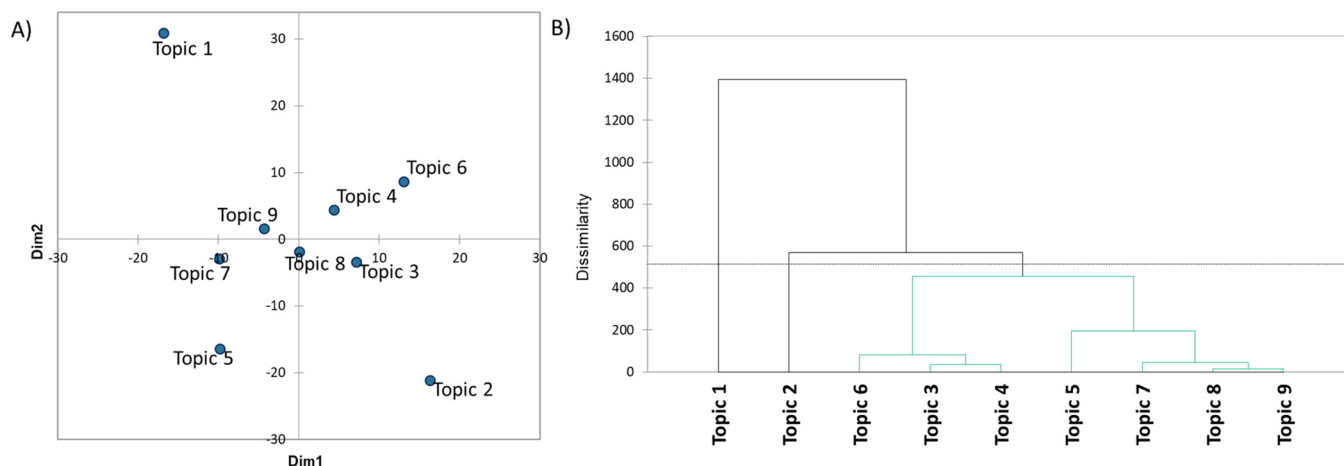 A)
30
20
10
0
-10
-20
-30
-30
-20
-10
0
10
20
30
Dim2
Dim1
Topic 1
Topic 6
Topic 4
Topic 9
Topic 8
Topic 7
Topic 3
Topic 5
Topic 2
B)
1600
1400
1200
1000
800
600
400
200
0
Dissimilarity
Topic 1
Topic 2
Topic 6
Topic 3
Topic 4
Topic 5
Topic 7
Topic 8
Topic 9